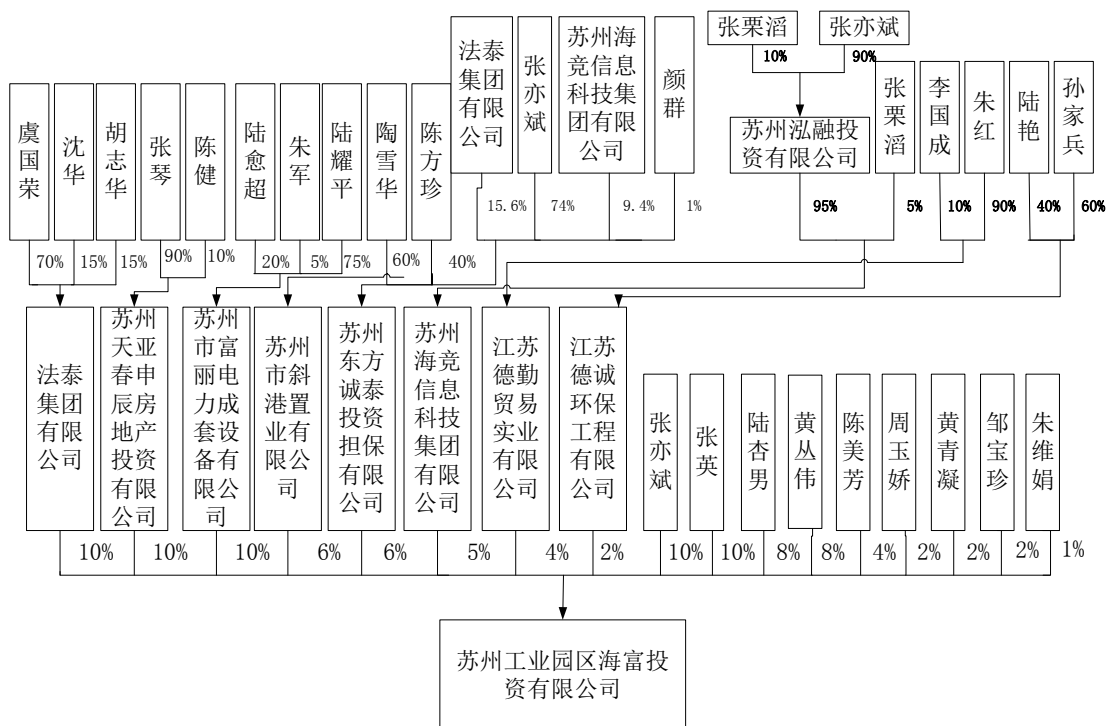 张栗滔
张亦斌
10%
90%
法泰
集团
有限
公司
张亦斌
苏州海
竞信息
科技集
团有限
公司
颜群
苏州泓融投
资有限公司
张栗滔
李国成
朱红
陆艳
孙家兵
虞国荣
沈华
胡志华
张琴
陈健
陆愈超
朱军
陆耀平
陶雪华
陈方珍
15.6%
74%
9.4%
1%
95%
5%
10%
90%
40%
60%
70%
15%
15%
90%
10%
20%
5%
75%
60%
40%
法泰
集团
有限
公司
苏州
天亚
春申
辰房
地产
投资
有限
公司
苏州
市富
丽电
力成
套设
备有
限公
司
苏州
市斜
港置
业有
限公
司
苏州
东方
诚泰
投资
担保
有限
公司
苏州
海竞
信息
科技
集团
有限
公司
江苏
德勤
贸易
实业
有限
公司
江苏
德诚
环保
工程
有限
公司
张亦斌
张英
陆杏男
黄丛伟
陈美芳
周玉娇
黄青凝
邹宝珍
朱维娟
10%
10%
10%
6%
6%
5%
4%
2%
10%
10%
8%
8%
4%
2%
2%
2%
1%
苏州工业园区海富投
资有限公司